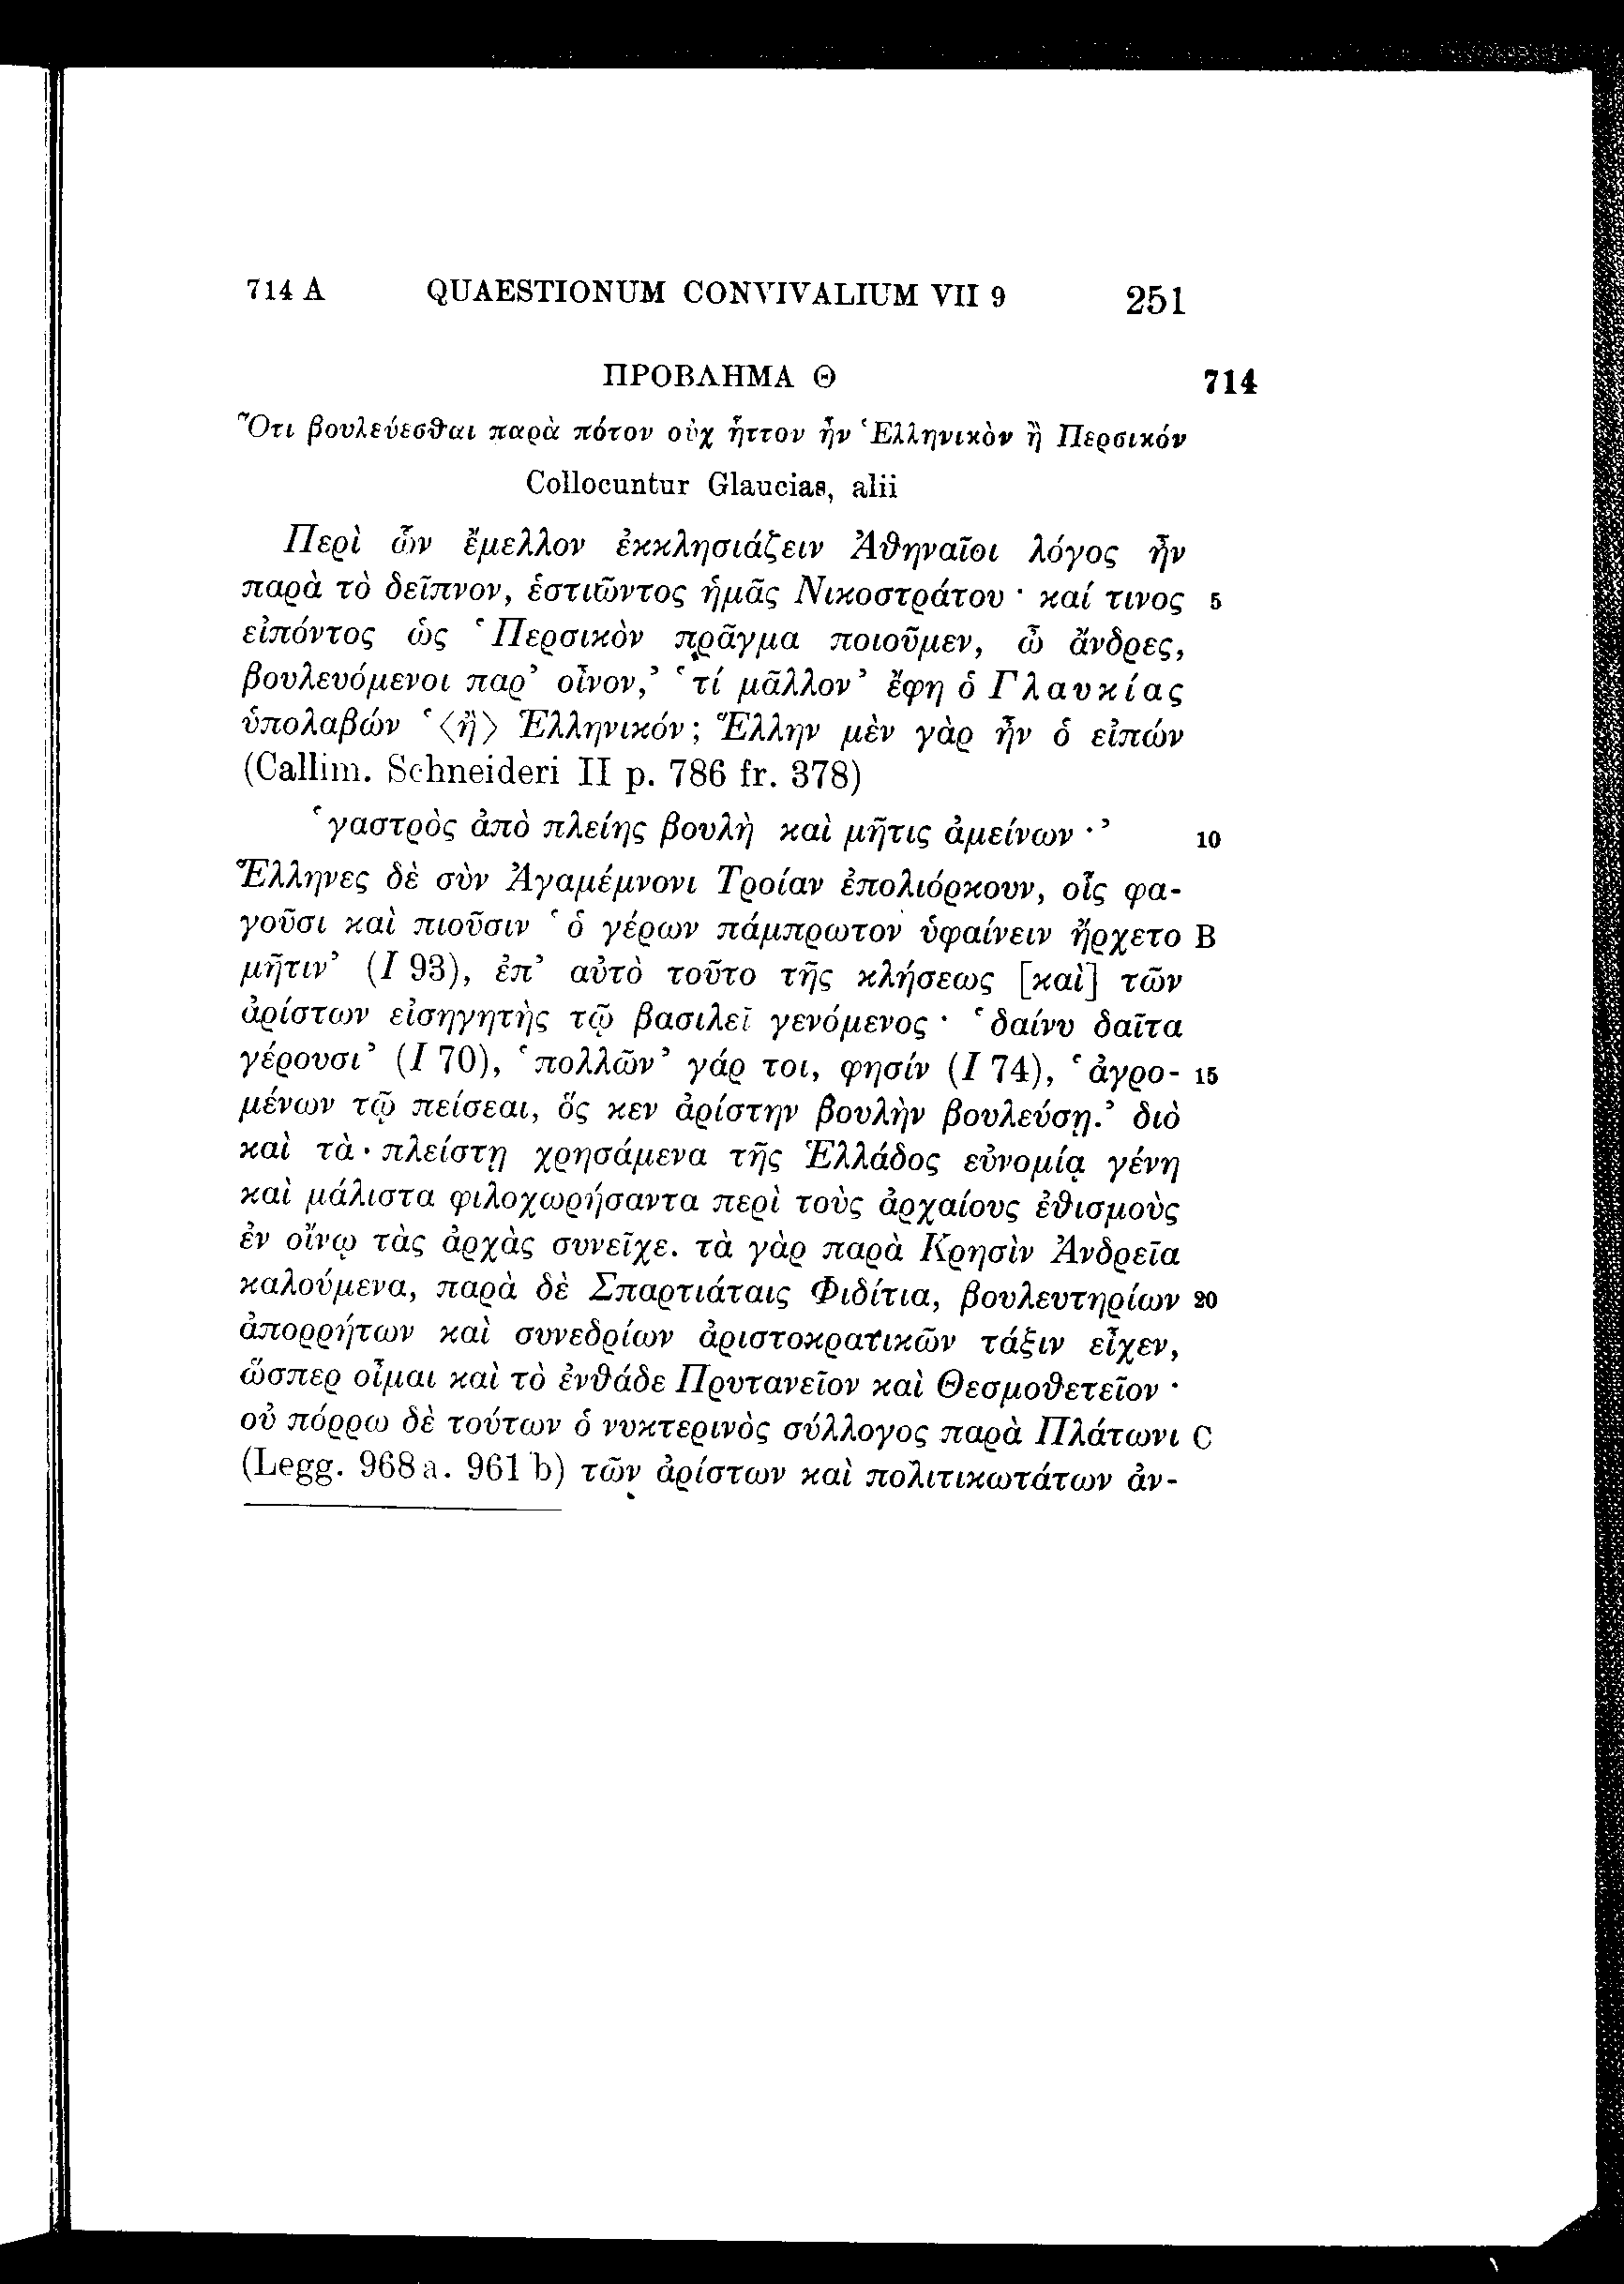 714 A QUAESTIONUM CONVIVALIUM VII 9 251
ΠΡΟΒΛΗΜΑ Θ 714
Ὅτι βουλεύεσθαι παρὰ πότον οὐχ ἧττον ἦν Ἑλληνικὸν ἢ Περσικόν
Collocuntur Glaucias, alii
Περὶ ὧν ἔμελλον ἐκκλησιάζειν Ἀθηναῖοι λόγος ἦν
παρὰ τὸ δεῖπνον, ἑστιῶντος ἡμᾶς Νικοστράτου · καί τινος 5
εἰπόντος ὡς ‘Περσικὸν πρᾶγμα ποιοῦμεν, ὦ ἄνδρες,
βουλευόμενοι παρ’ οἶνον,’ ‘τί μᾶλλον’ ἔφη ὁ Γλαυκίας
ὑπολαβών ‘〈ἢ〉 Ἑλληνικόν; Ἕλλην μὲν γὰρ ἦν ὁ εἰπών
(Callim. Schneideri II p. 786 fr. 378)
‘γαστρὸς ἀπὸ πλείης βουλὴ καὶ μῆτις ἀμείνων ·’ 10
Ἕλληνες δὲ σὺν Ἀγαμέμνονι Τροίαν ἐπολιόρκουν, οἷς φα-
γοῦσι καὶ πιοῦσιν ‘ὁ γέρων πάμπρωτον ὑφαίνειν ἤρχετο B
μῆτιν’ (I 93), ἐπ’ αὐτὸ τοῦτο τῆς κλήσεως [καὶ] τῶν
ἀρίστων εἰσηγητὴς τῷ βασιλεῖ γενόμενος · ‘δαίνυ δαῖτα
γέρουσι’ (I 70), ‘πολλῶν’ γάρ τοι, φησίν (I 74), ‘ἀγρο- 15
μένων τῷ πείσεαι, ὅς κεν ἀρίστην βουλὴν βουλεύσῃ.’ διὸ
καὶ τὰ · πλείστῃ χρησάμενα τῆς Ἑλλάδος εὐνομίᾳ γένη
καὶ μάλιστα φιλοχωρήσαντα περὶ τοὺς ἀρχαίους ἐθισμοὺς
ἐν οἴνῳ τὰς ἀρχὰς συνεῖχε. τὰ γὰρ παρὰ Κρησὶν Ἀνδρεῖα
καλούμενα, παρὰ δὲ Σπαρτιάταις Φιδίτια, βουλευτηρίων 20
ἀπορρήτων καὶ συνεδρίων ἀριστοκρατικῶν τάξιν εἶχεν,
ὥσπερ οἶμαι καὶ τὸ ἐνθάδε Πρυτανεῖον καὶ Θεσμοθετεῖον ·
οὐ πόρρω δὲ τούτων ὁ νυκτερινὸς σύλλογος παρὰ Πλάτωνι C
(Legg. 968 a. 961 b) τῶν ἀρίστων καὶ πολιτικωτάτων ἀν-